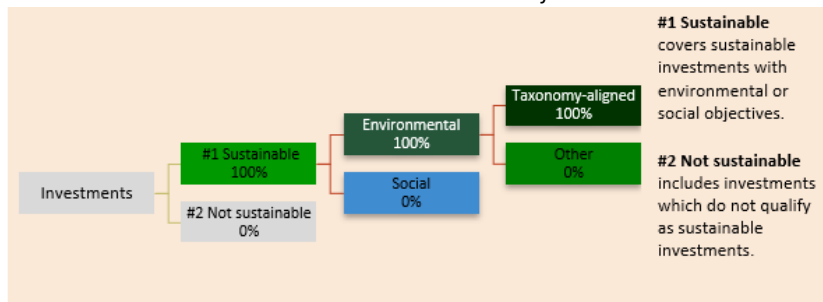 Investments
#1 Sustainable
100%
#2 Not sustainable
0%
Environmental
100%
Social
0%
Taxonomy-aligned
100%
Other
0%
#1 Sustainable
covers sustainable
investments with
environmental or
social objectives.
#2 Not sustainable
includes investments
which do not qualify
as sustainable
investments.